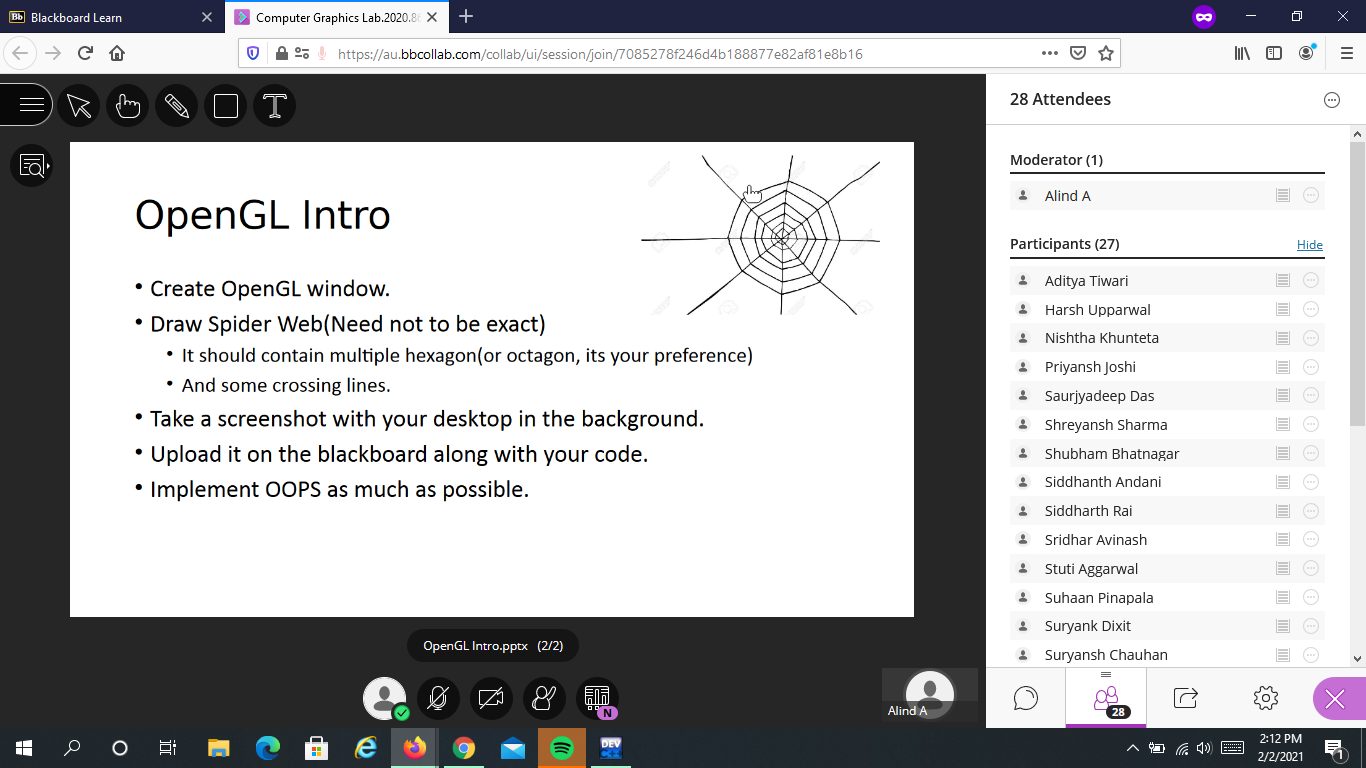 Blackboard Learn
Computer Graphics Lab.2020.86
https://au.bbcollab.com/collab/ui/session/join/7085278f246d4b188877e82af81e8b16
OpenGL Intro
• Create OpenGL window.
• Draw Spider Web(Need not to be exact)
• It should contain multiple hexagon(or octagon, its your preference)
• And some crossing lines.
• Take a screenshot with your desktop in the background.
• Upload it on the blackboard along with your code.
• Implement OOPS as much as possible.
OpenGL Intro.pptx (2/2)
N
Alind A
28 Attendees
Moderator (1)
Alind A
Participants (27)
Hide
Aditya Tiwari
Harsh Upparwal
Nishtha Khunteta
Priyansh Joshi
Saurjyadeep Das
Shreyansh Sharma
Shubham Bhatnagar
Siddhanth Andani
Siddharth Rai
Sridhar Avinash
Stuti Aggarwal
Suhaan Pinapala
Suryank Dixit
Suryansh Chauhan
28
DEV
2:12 PM
2/2/2021
1